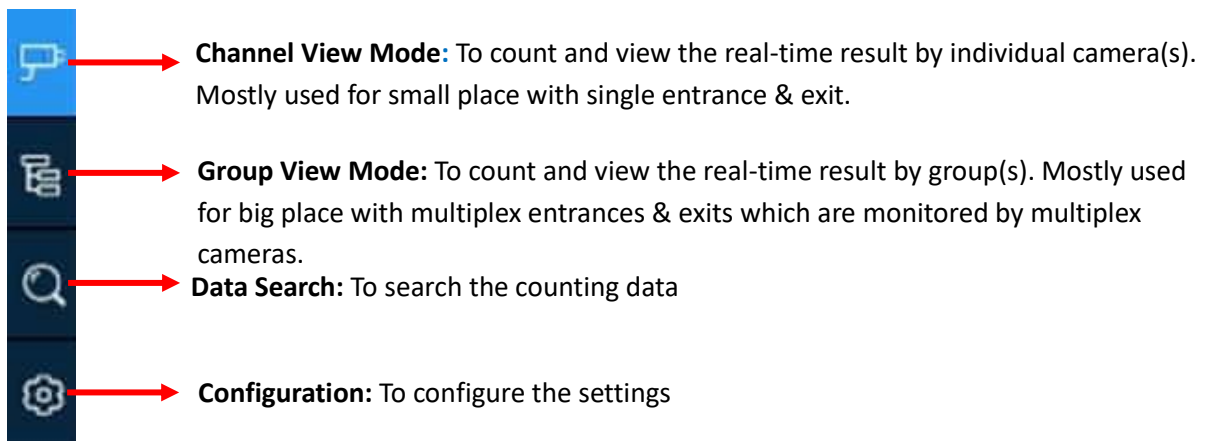 Channel View Mode: To count and view the real-time result by individual camera(s).
Mostly used for small place with single entrance & exit.
Group View Mode: To count and view the real-time result by group(s). Mostly used
for big place with multiplex entrances & exits which are monitored by multiplex
cameras.
Data Search: To search the counting data
Configuration: To configure the settings